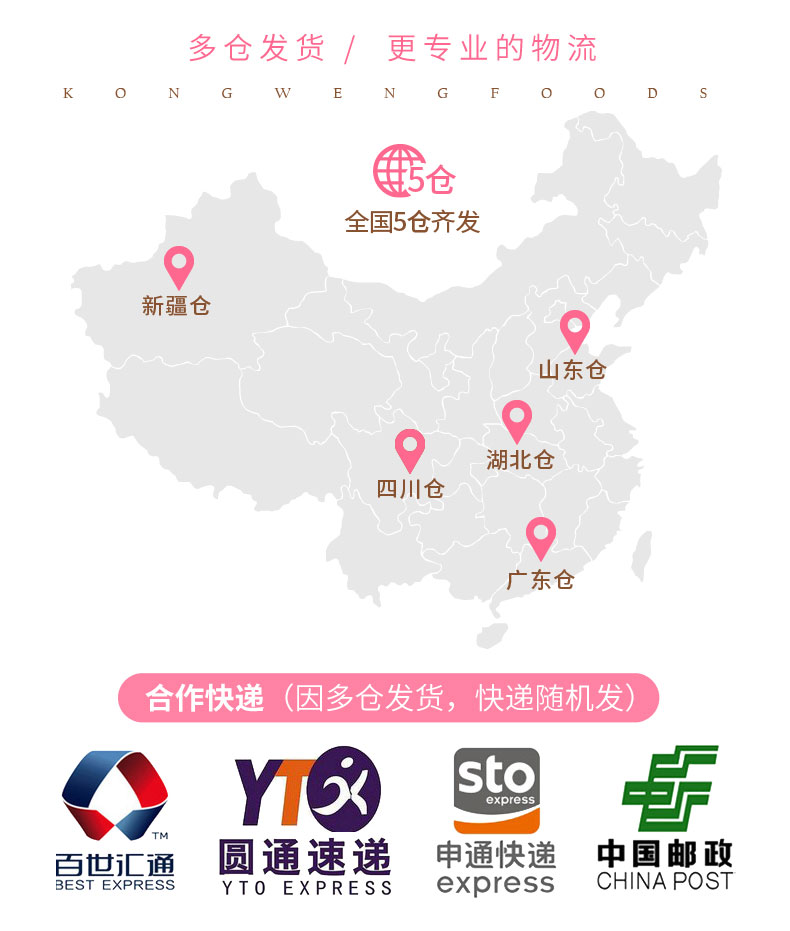 多仓发货 / 更专业的物流
KONGWENGFOODS
5仓
全国5仓齐发
新疆仓
山东仓
湖北仓
四川仓
广东仓
合作快递（因多仓发货，快递随机发）
TM
百世汇通
BEST EXPRESS
YTO
圆通速递
YTO EXPRESS
sto
express
申通快递
express
中国邮政
CHINA POST